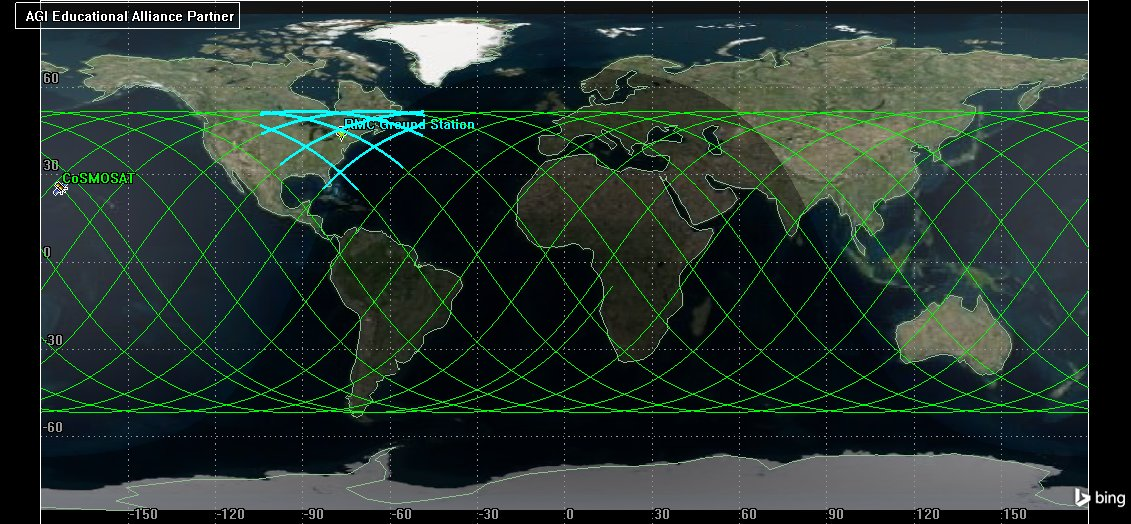 AGI Educational Alliance Partner
60
RMC Ground Station
30
CoSMOSAT
0
-30
-60
-150 -120 -90 -60 -30 0 30 60 90 120 150
bing